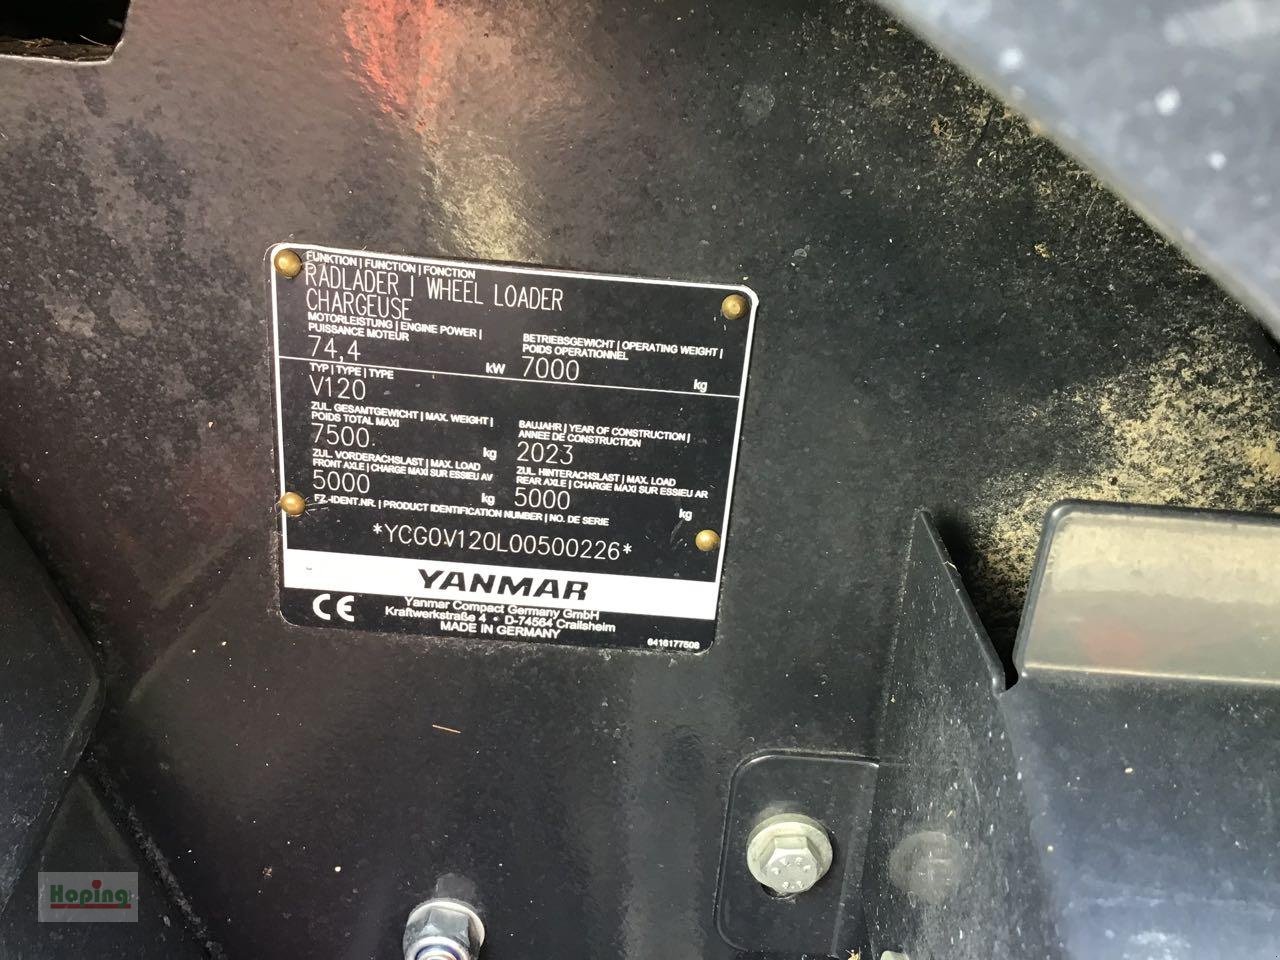 FUNKTION | FUNCTION | FONCTION
RADLADER | WHEEL LOADER
CHARGEUSE
MOTORLEISTUNG | ENGINE POWER |
PUISSANCE MOTEUR
74,4 kW
BETRIEBSGEWICHT | OPERATING WEIGHT |
POIDS OPERATIONNEL
7000 kg
TYP | TYPE | TYPE
V120
ZUL. GESAMTGEWICHT | MAX. WEIGHT |
POIDS TOTAL MAXI
7500 kg
BAUJAHR | YEAR OF CONSTRUCTION |
ANNEE DE CONSTRUCTION
2023
ZUL. VORDERACHSLAST | MAX. LOAD
FRONT AXLE | CHARGE MAXI SUR ESSIEU AV
5000 kg
ZUL. HINTERACHSLAST | MAX. LOAD
REAR AXLE | CHARGE MAXI SUR ESSIEU AR
5000 kg
FZ.-IDENT.NR. | PRODUCT IDENTIFICATION NUMBER | NO. DE SERIE
*YCG0V120L00500226*
YANMAR
CE
Yanmar Compact Germany GmbH
Kraftwerkstraße 4 • D-74564 Crailsheim
MADE IN GERMANY
6416177508
Hoping